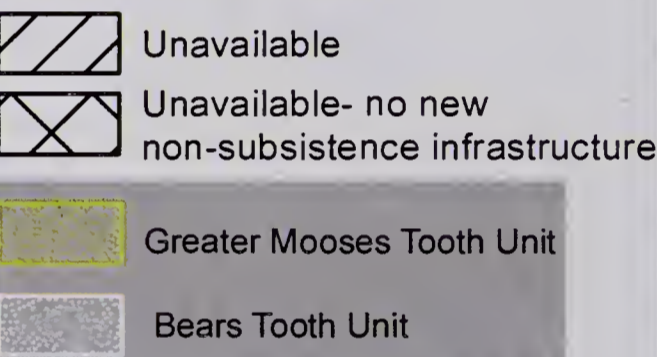 Unavailable
Unavailable- no new
non-subsistence infrastructure
Greater Mooses Tooth Unit
Bears Tooth Unit